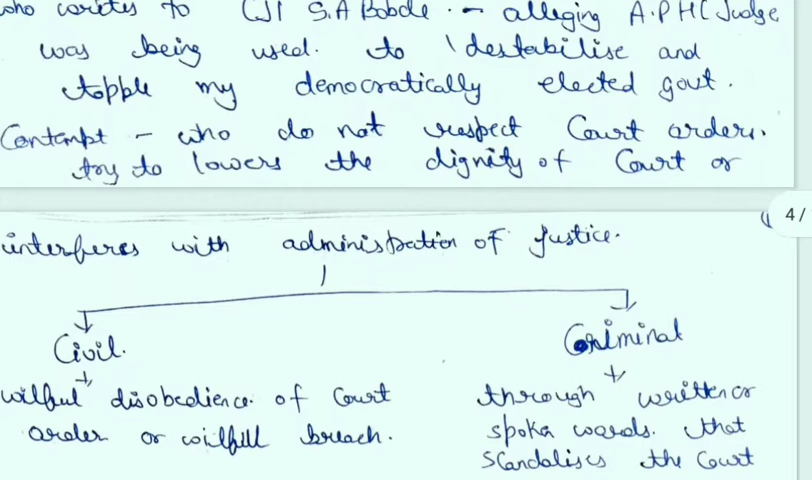 who writes to CJI S.A Bobde. - alleging A.P HC Judge
was being used to destabilise and
topple my democratically elected govt.
Contempt - who do not respect Court orders,
try to lowers the dignity of Court or
4/
interferes with administration of Justice.
Civil. Criminal
wilful disobedience of Court
order or willfull breach.
through written or
spoken words. that
scandalises the Court